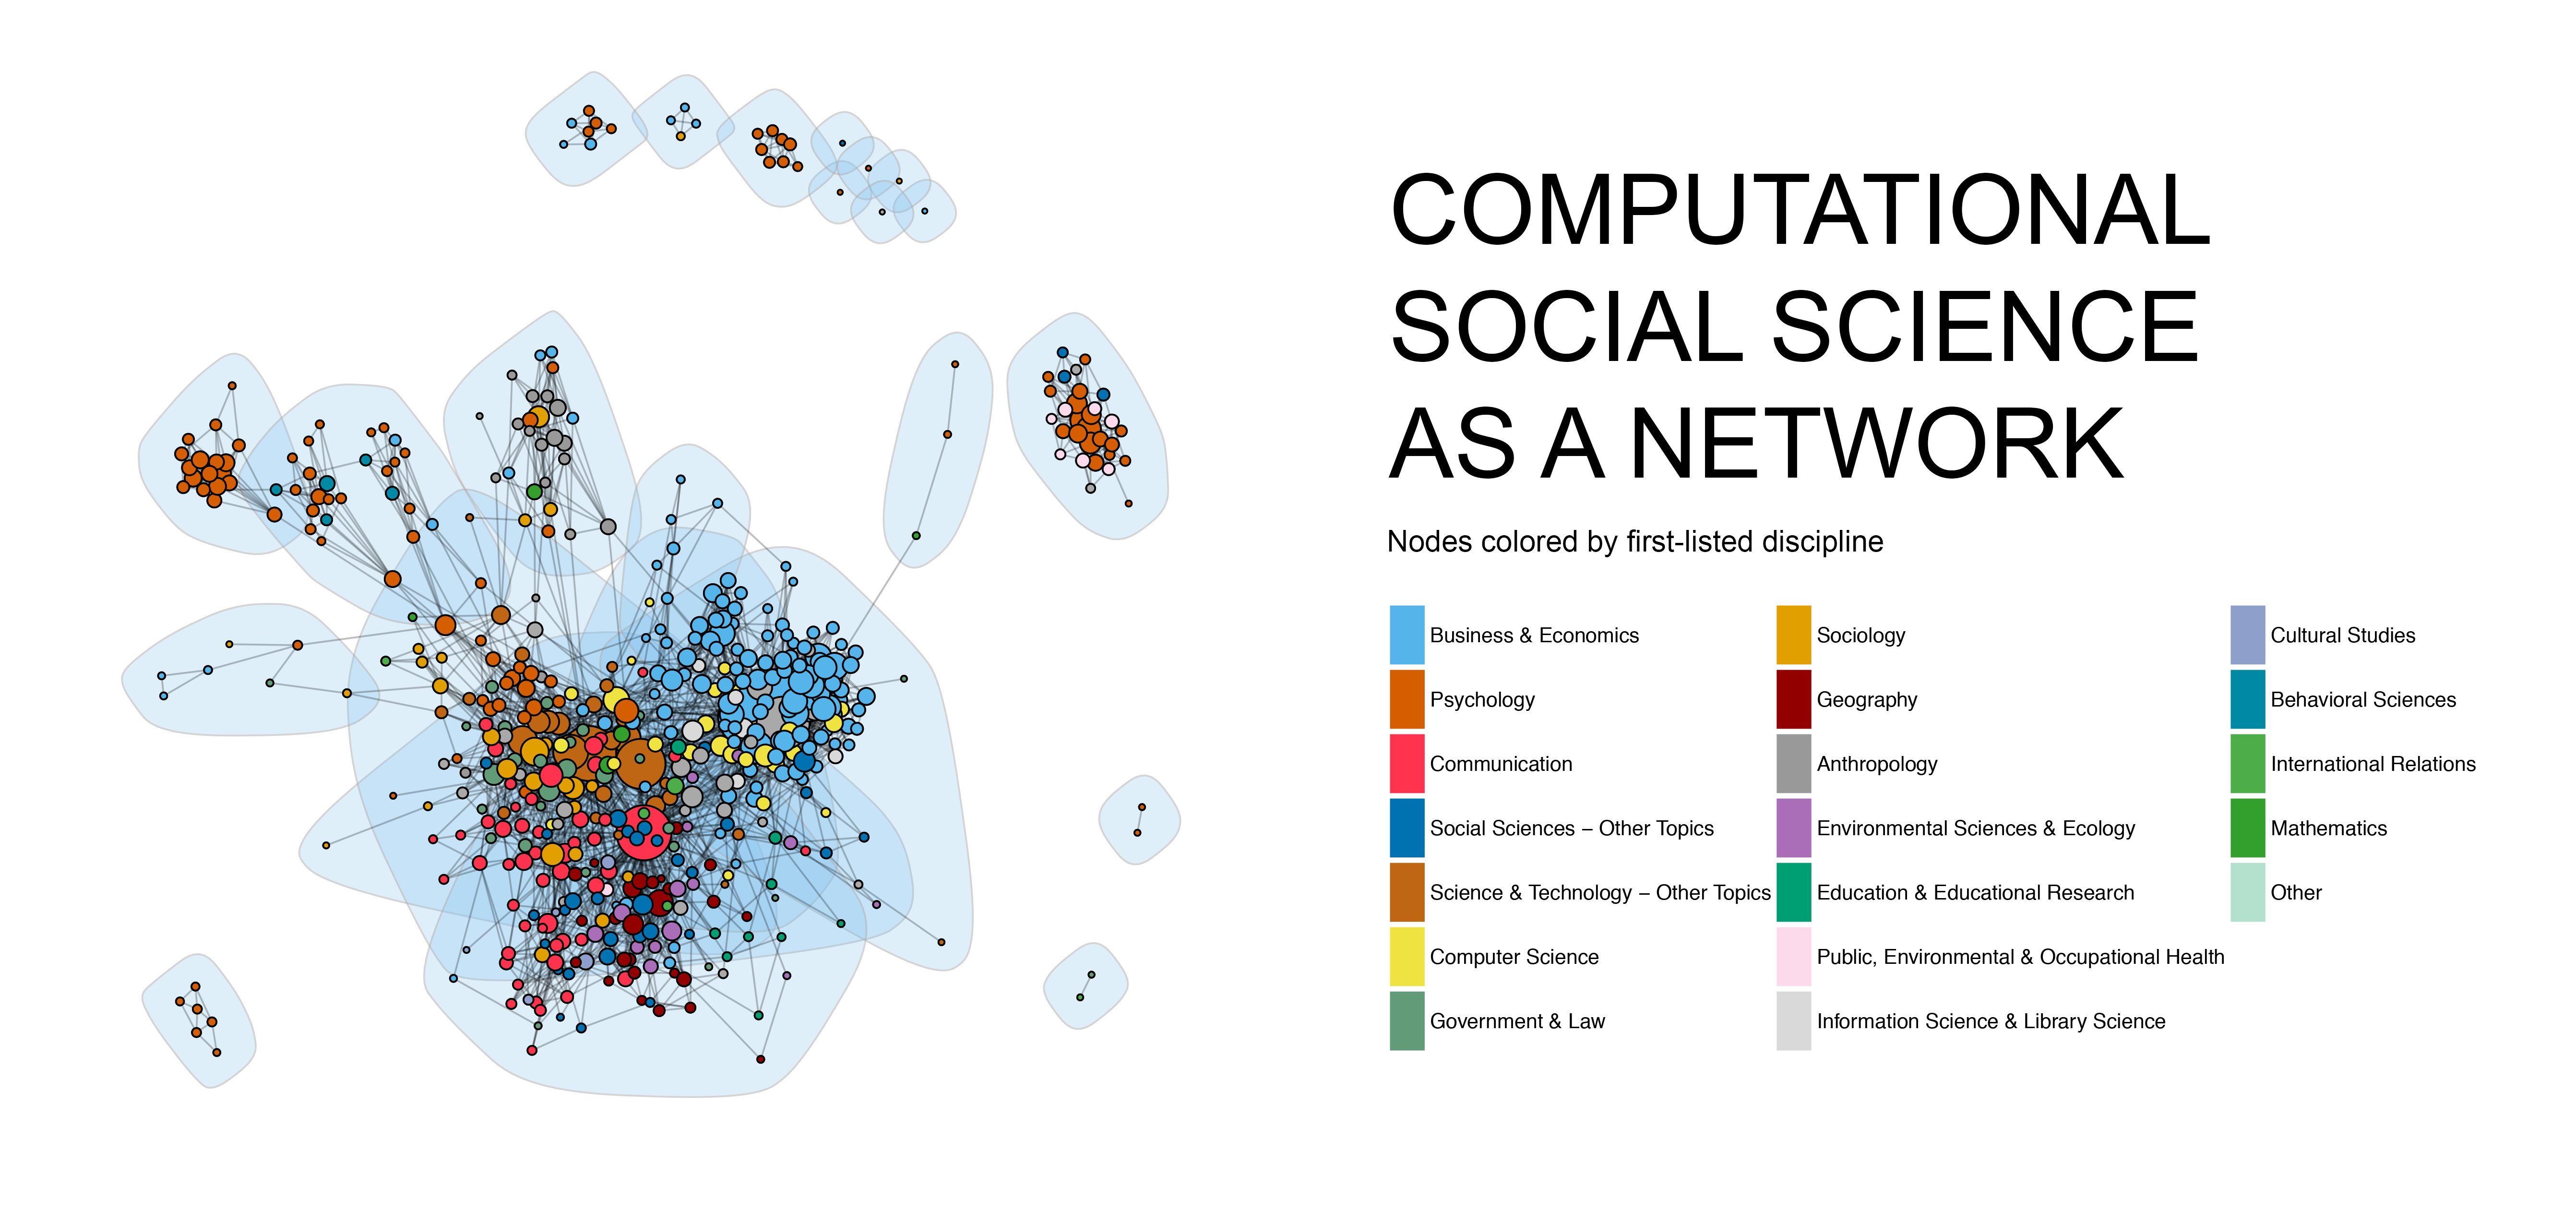 COMPUTATIONAL
SOCIAL SCIENCE
AS A NETWORK
Nodes colored by first-listed discipline
Business & Economics
Psychology
Communication
Social Sciences – Other Topics
Science & Technology – Other Topics
Computer Science
Government & Law
Sociology
Geography
Anthropology
Environmental Sciences & Ecology
Education & Educational Research
Public, Environmental & Occupational Health
Information Science & Library Science
Cultural Studies
Behavioral Sciences
International Relations
Mathematics
Other